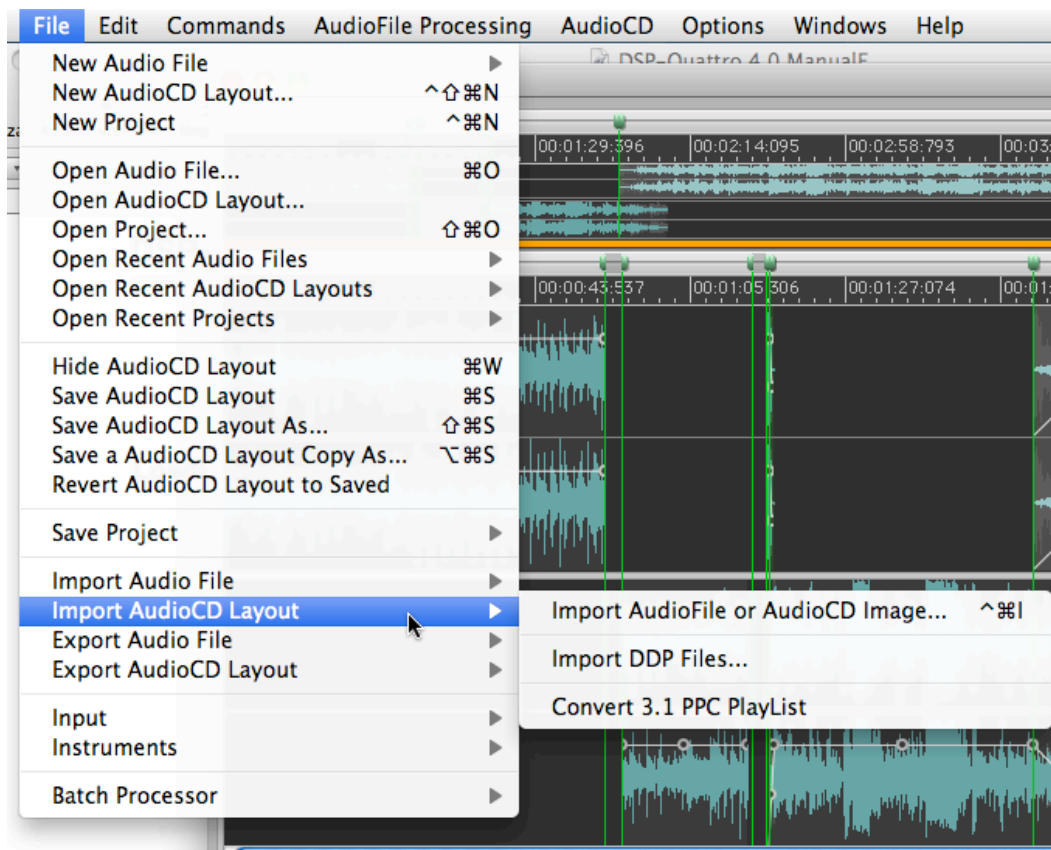 File Edit Commands AudioFile Processing AudioCD Options Windows Help
DSP-Quattro 4.0 ManualE
New Audio File
New AudioCD Layout... ^⇧⌘N
New Project ^⌘N
Open Audio File... ⌘O
Open AudioCD Layout...
Open Project... ⇧⌘O
Open Recent Audio Files
Open Recent AudioCD Layouts
Open Recent Projects
Hide AudioCD Layout ⌘W
Save AudioCD Layout ⌘S
Save AudioCD Layout As... ⇧⌘S
Save a AudioCD Layout Copy As... ⌥⌘S
Revert AudioCD Layout to Saved
Save Project
Import Audio File
Import AudioCD Layout
Export Audio File
Export AudioCD Layout
Input
Instruments
Batch Processor
Import AudioFile or AudioCD Image... ^⌘I
Import DDP Files...
Convert 3.1 PPC PlayList
00:01:29:396 00:02:14:095 00:02:58:793 00:03:
00:00:43:537 00:01:05:306 00:01:27:074 00:01: